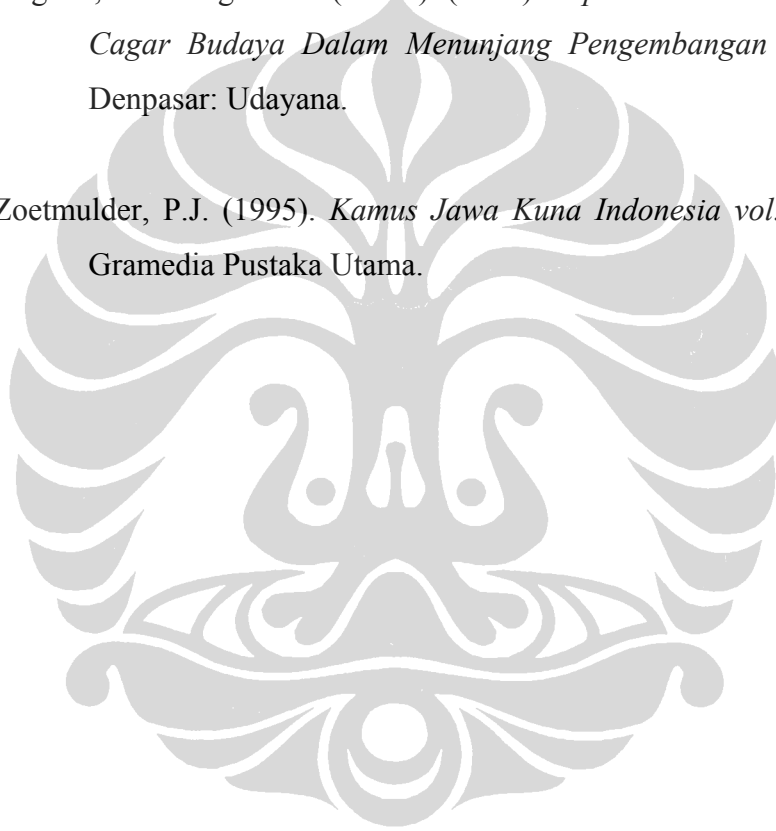 Cagar Budaya Dalam Menunjang Pengembangan
Denpasar: Udayana.
Zoetmulder, P.J. (1995). Kamus Jawa Kuna Indonesia vol.
Gramedia Pustaka Utama.